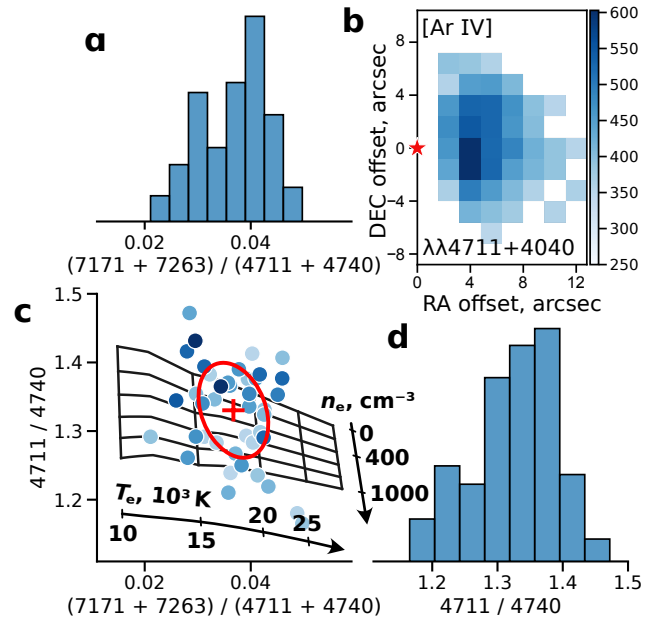 a
0.02 0.04
(7171 + 7263) / (4711 + 4740)
b
[Ar IV]
DEC offset, arcsec
8
4
0
−4
−8
λλ4711+4040
0 4 8 12
RA offset, arcsec
600
550
500
450
400
350
300
250
c
4711 / 4740
1.5
1.4
1.3
1.2
nₑ, cm⁻³
0
400
1000
Tₑ, 10³ K
10 15 20 25
0.02 0.04
(7171 + 7263) / (4711 + 4740)
d
1.2 1.3 1.4 1.5
4711 / 4740